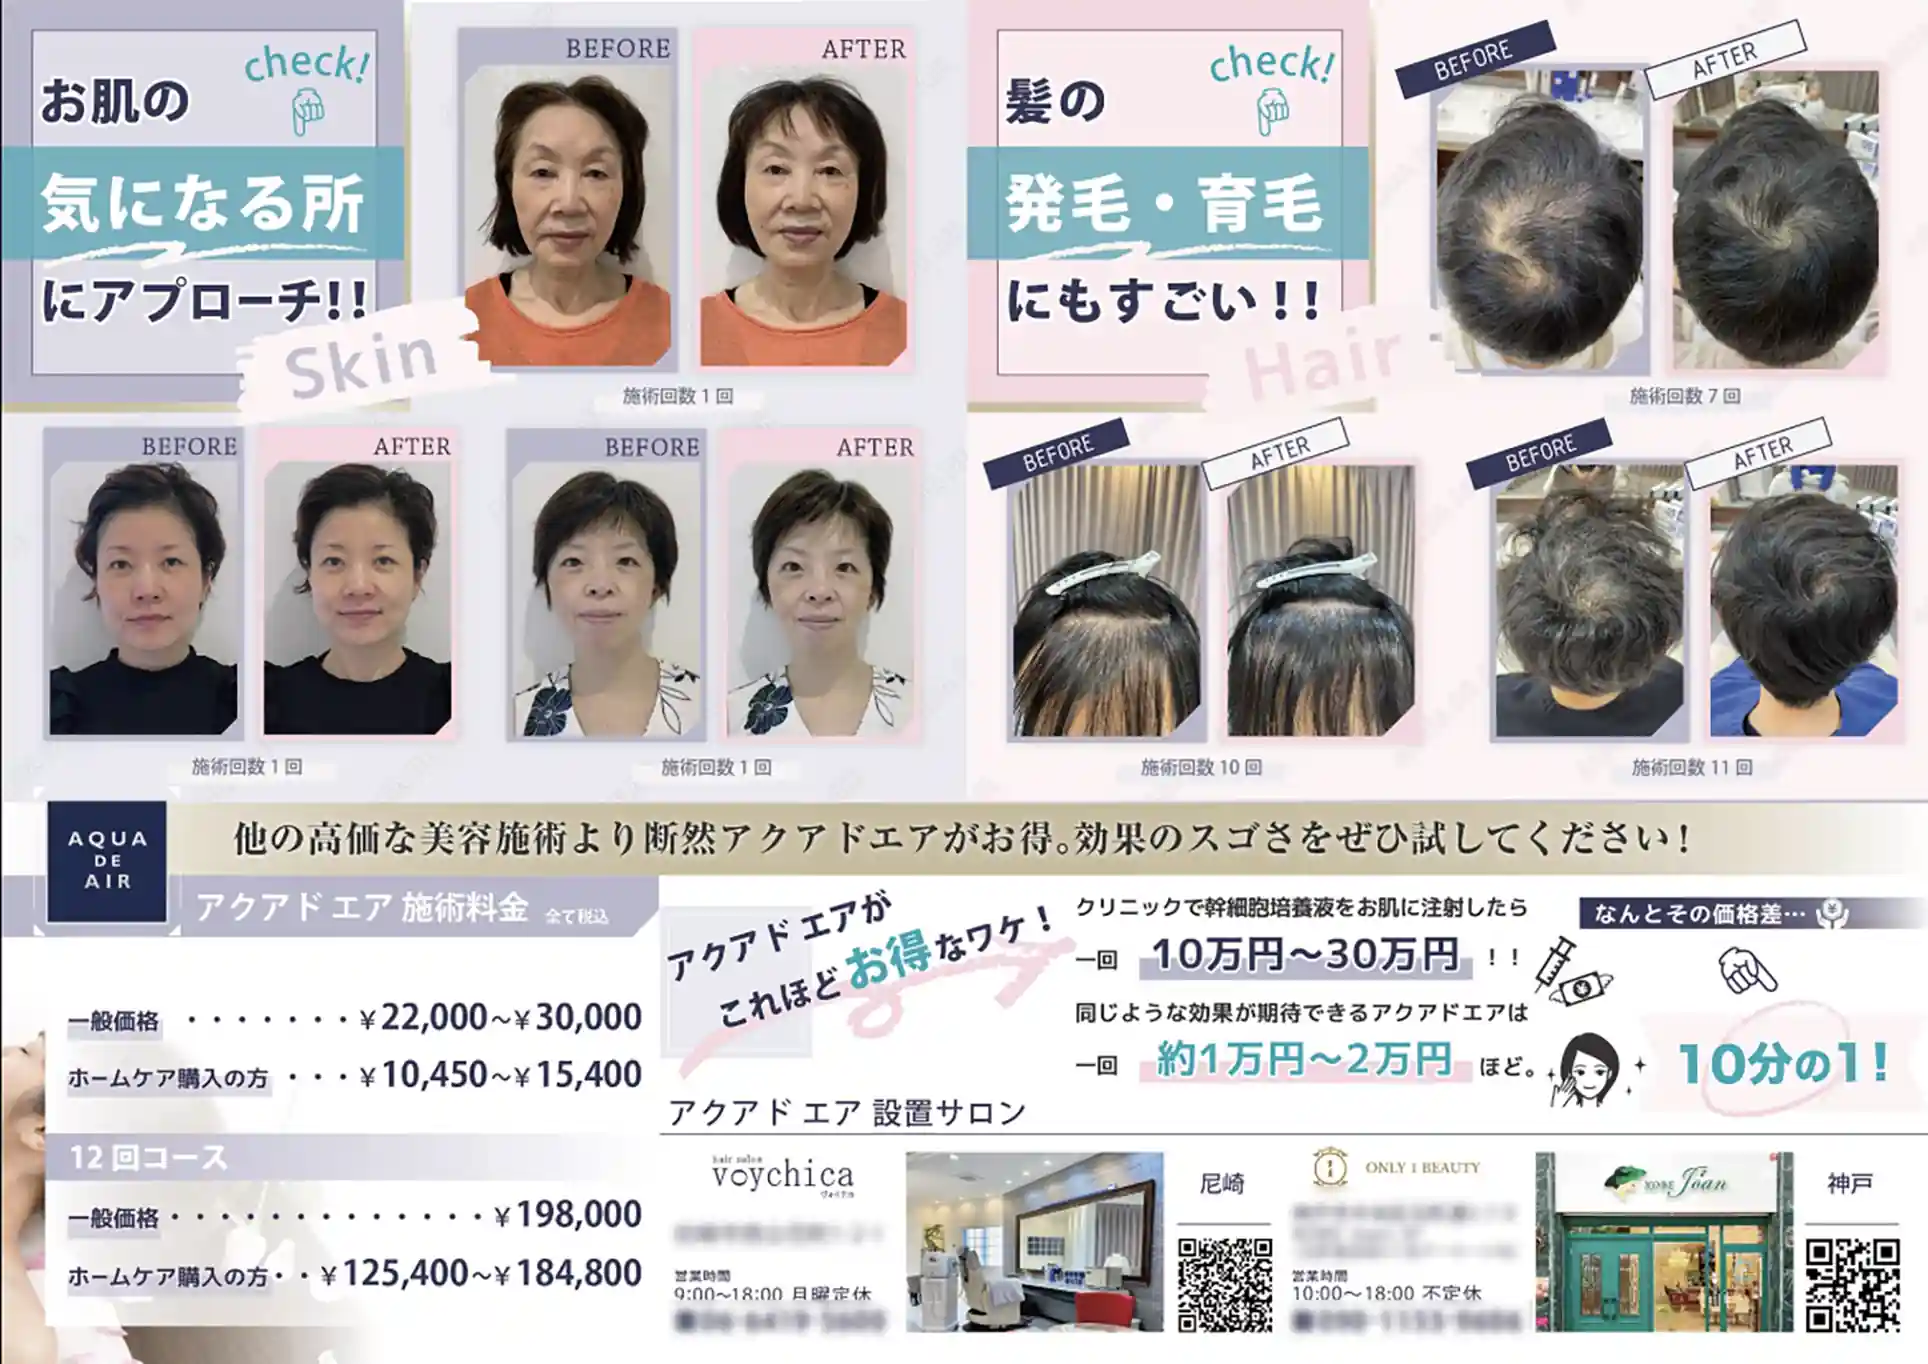 お肌の
check!
気になる所
にアプローチ!!
Skin
BEFORE
AFTER
施術回数 1 回
BEFORE
AFTER
施術回数 1 回
BEFORE
AFTER
施術回数 1 回
髪の
check!
発毛・育毛
にもすごい!!
Hair
BEFORE
AFTER
施術回数 7 回
BEFORE
AFTER
施術回数 10 回
BEFORE
AFTER
施術回数 11 回
AQUA
DE
AIR
他の高価な美容施術より断然アクアドエアがお得。効果のスゴさをぜひ試してください!
アクアド エア 施術料金 全て税込
一般価格 ・・・・・・・¥22,000~¥30,000
ホームケア購入の方 ・・・¥10,450~¥15,400
12 回コース
一般価格・・・・・・・・・・・・・¥198,000
ホームケア購入の方・・¥125,400~¥184,800
アクアド エアが
これほどお得なワケ!
クリニックで幹細胞培養液をお肌に注射したら
一回 10万円~30万円 !!
同じような効果が期待できるアクアドエアは
一回 約1万円~2万円 ほど。
なんとその価格差…
10分の1!
アクアド エア 設置サロン
hair salon
voychica
ヴォイチカ
営業時間
9:00~18:00 月曜定休
尼崎
ONLY 1 BEAUTY
営業時間
10:00~18:00 不定休
KOBE Joan
神戸